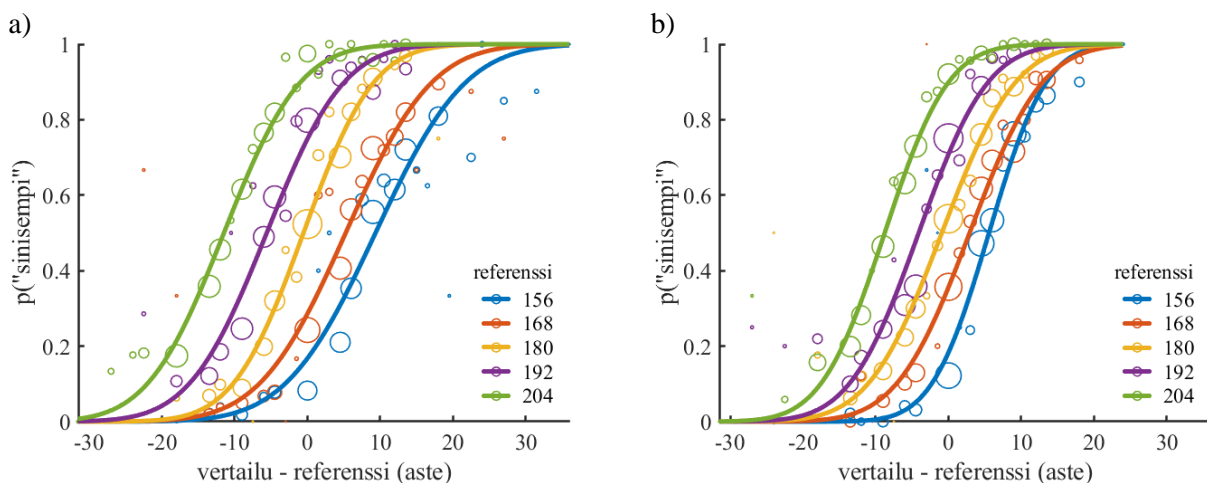 a)
p("sinisempi")
1
0.8
0.6
0.4
0.2
0
-30 -20 -10 0 10 20 30
vertailu - referenssi (aste)
referenssi
156
168
180
192
204
b)
p("sinisempi")
1
0.8
0.6
0.4
0.2
0
-30 -20 -10 0 10 20 30
vertailu - referenssi (aste)
referenssi
156
168
180
192
204